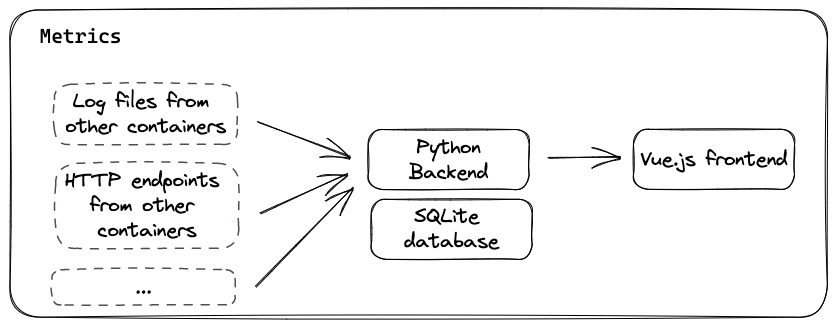 Metrics
Log files from
other containers
HTTP endpoints
from other
containers
...
Python
Backend
SQLite
database
Vue.js frontend